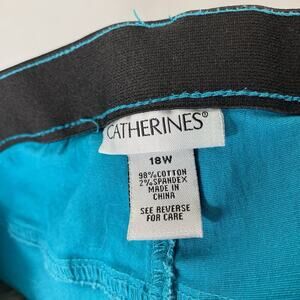 CATHERINES®
18W
98%COTTON
2%SPANDEX
MADE IN
CHINA
SEE REVERSE
FOR CARE